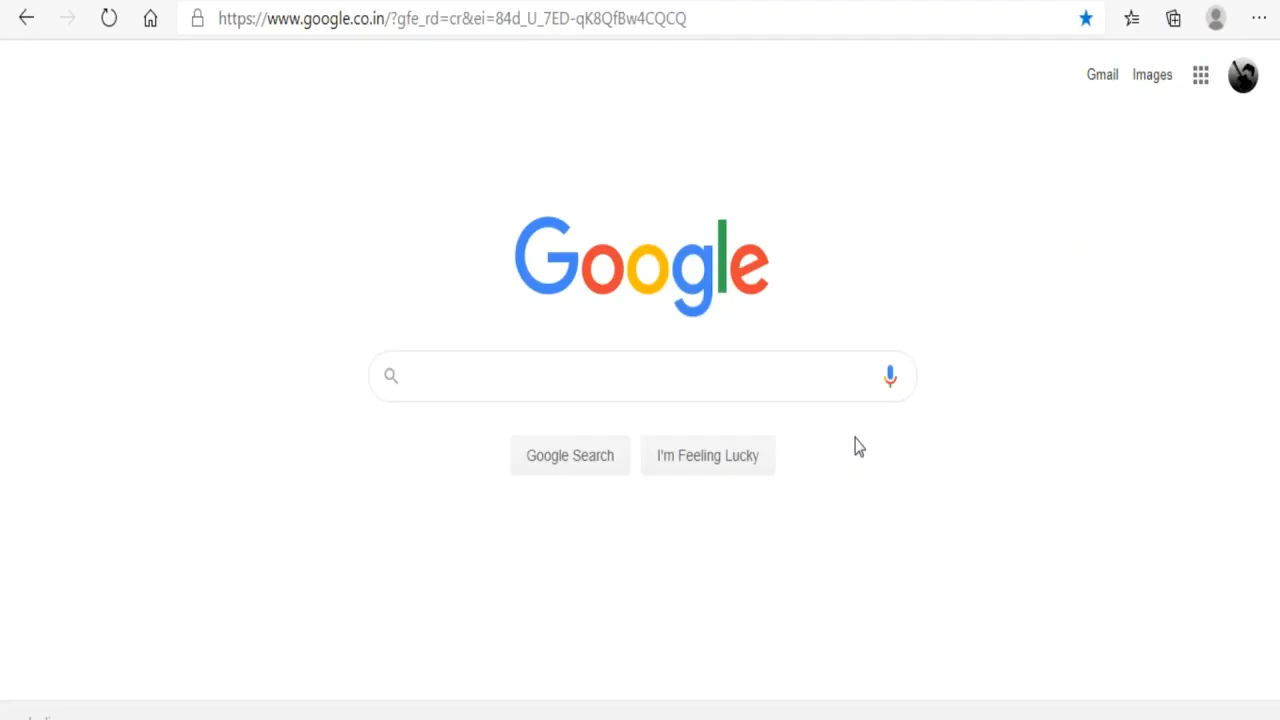 https://www.google.co.in/?gfe_rd=cr&ei=84d_U_7ED-qK8QfBw4CQCQ
Gmail Images
Google
Google Search I'm Feeling Lucky